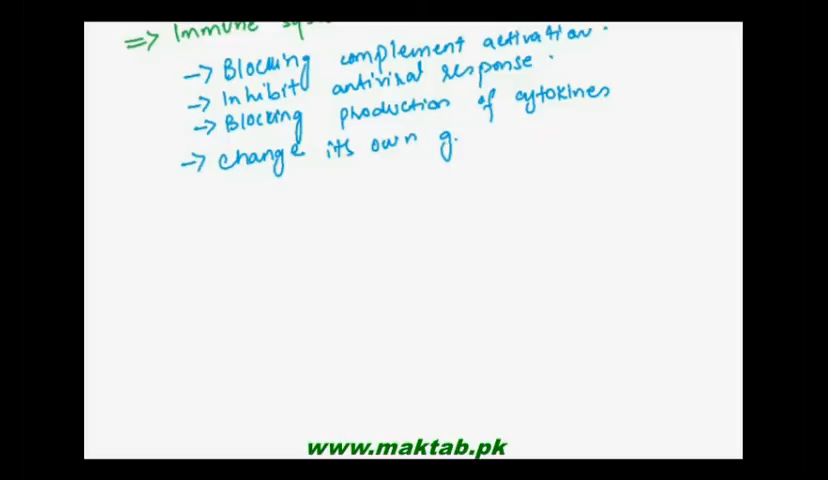 => Immune
-> Blocking complement activation.
-> Inhibit antiviral response.
-> Blocking production of cytokines
-> change its own g.
www.maktab.pk